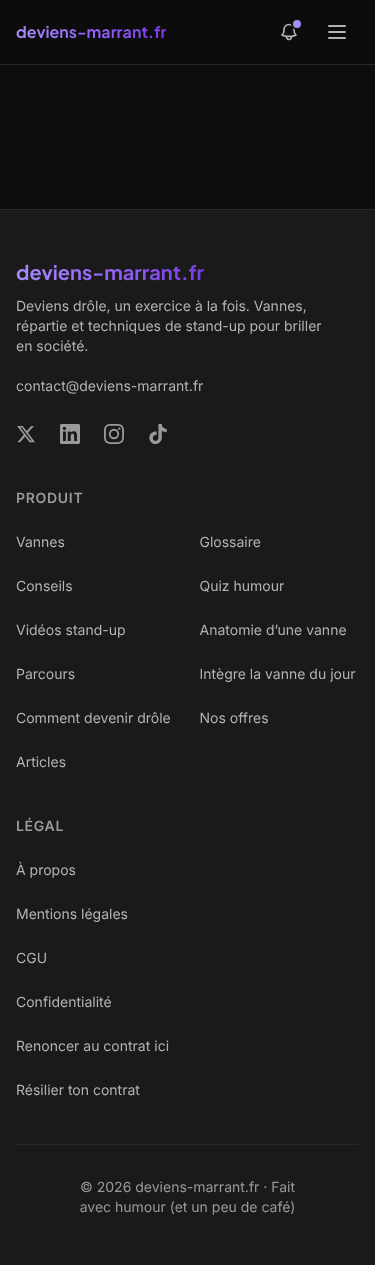 deviens-marrant.fr
deviens-marrant.fr
Deviens drôle, un exercice à la fois. Vannes,
répartie et techniques de stand-up pour briller
en société.
contact@deviens-marrant.fr
PRODUIT
Vannes
Glossaire
Conseils
Quiz humour
Vidéos stand-up
Anatomie d’une vanne
Parcours
Intègre la vanne du jour
Comment devenir drôle
Nos offres
Articles
LÉGAL
À propos
Mentions légales
CGU
Confidentialité
Renoncer au contrat ici
Résilier ton contrat
© 2026 deviens-marrant.fr · Fait
avec humour (et un peu de café)